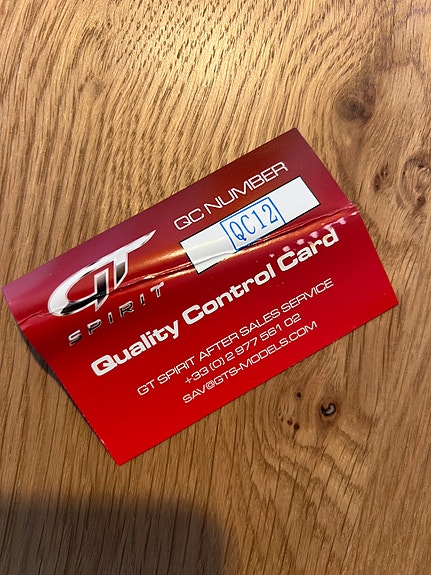 GT
SPIRIT
QC NUMBER
QC12
Quality Control Card
GT SPIRIT AFTER SALES SERVICE
+33 (0) 2 977 561 02
SAV@GTS-MODELS.COM